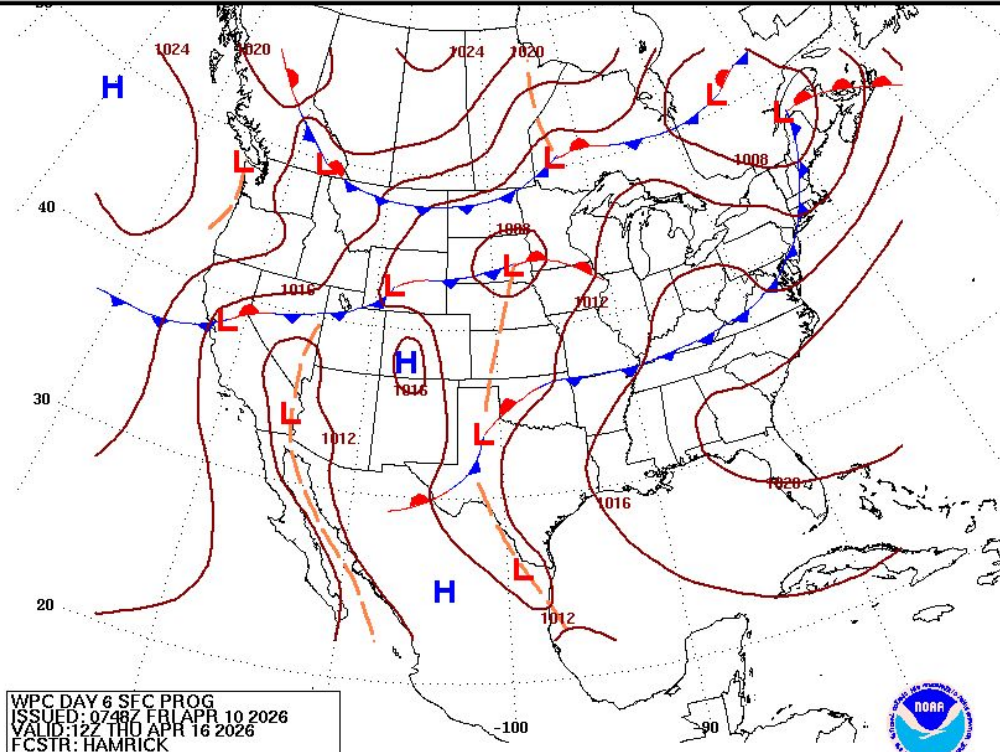 1024
1020
1024
1020
H
L
L
1008
L
L
L
40
1008
L
1016
L
1012
L
H
1016
30
L
1012
L
1020
1016
L
H
20
1012
WPC DAY 6 SFC PROG
ISSUED: 0748Z FRI APR 10 2026
VALID:12Z THU APR 16 2026
FCSTR: HAMRICK
-100
-90
NOAA